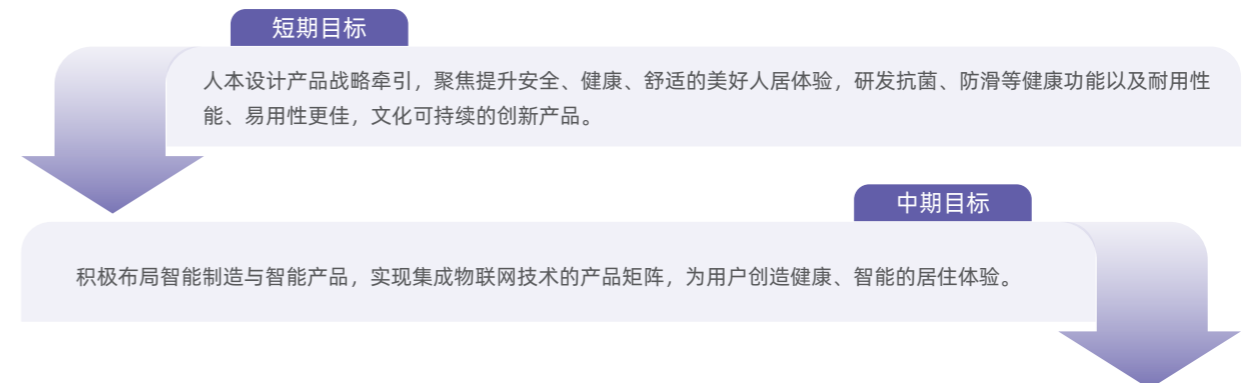 短期目标
人本设计产品战略牵引，聚焦提升安全、健康、舒适的美好人居体验，研发抗菌、防滑等健康功能以及耐用性
能、易用性更佳，文化可持续的创新产品。
中期目标
积极布局智能制造与智能产品，实现集成物联网技术的产品矩阵，为用户创造健康、智能的居住体验。